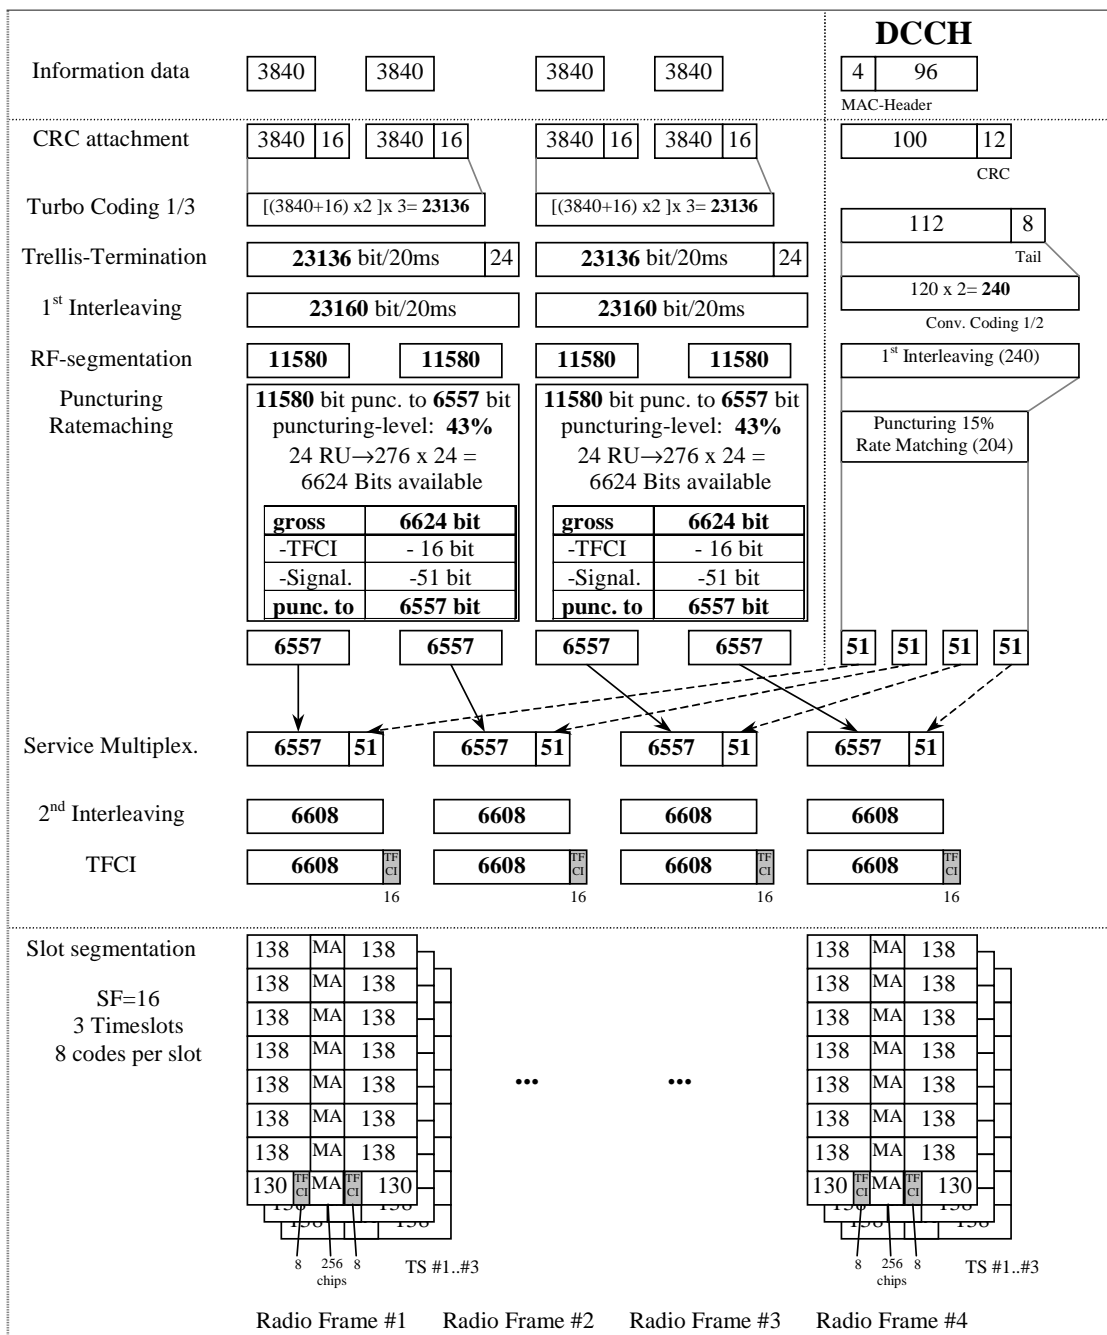 DCCH
Information data 3840 3840 3840 3840 4 96
MAC-Header
CRC attachment 3840 16 3840 16 3840 16 3840 16 100 12
CRC
Turbo Coding 1/3 [(3840+16) x2 ]x 3= 23136 [(3840+16) x2 ]x 3= 23136
112 8
Tail
Trellis-Termination 23136 bit/20ms 24 23136 bit/20ms 24
120 x 2= 240
Conv. Coding 1/2
1st Interleaving 23160 bit/20ms 23160 bit/20ms
RF-segmentation 11580 11580 11580 11580 1st Interleaving (240)
Puncturing
Ratemaching
11580 bit punc. to 6557 bit
puncturing-level: 43%
24 RU→276 x 24 =
6624 Bits available
gross 6624 bit
-TFCI - 16 bit
-Signal. -51 bit
punc. to 6557 bit
11580 bit punc. to 6557 bit
puncturing-level: 43%
24 RU→276 x 24 =
6624 Bits available
gross 6624 bit
-TFCI - 16 bit
-Signal. -51 bit
punc. to 6557 bit
Puncturing 15%
Rate Matching (204)
6557 6557 6557 6557 51 51 51 51
Service Multiplex. 6557 51 6557 51 6557 51 6557 51
2nd Interleaving 6608 6608 6608 6608
TFCI 6608 TF CI 6608 TF CI 6608 TF CI 6608 TF CI
16 16 16 16
Slot segmentation
SF=16
3 Timeslots
8 codes per slot
138 MA 138
138 MA 138
138 MA 138
138 MA 138
138 MA 138
138 MA 138
138 MA 138
130 TF CI MA TF CI 130
138 138
138 138
8 256 8
chips
TS #1..#3
... ...
138 MA 138
138 MA 138
138 MA 138
138 MA 138
138 MA 138
138 MA 138
138 MA 138
130 TF CI MA TF CI 130
138 138
138 138
8 256 8
chips
TS #1..#3
Radio Frame #1 Radio Frame #2 Radio Frame #3 Radio Frame #4